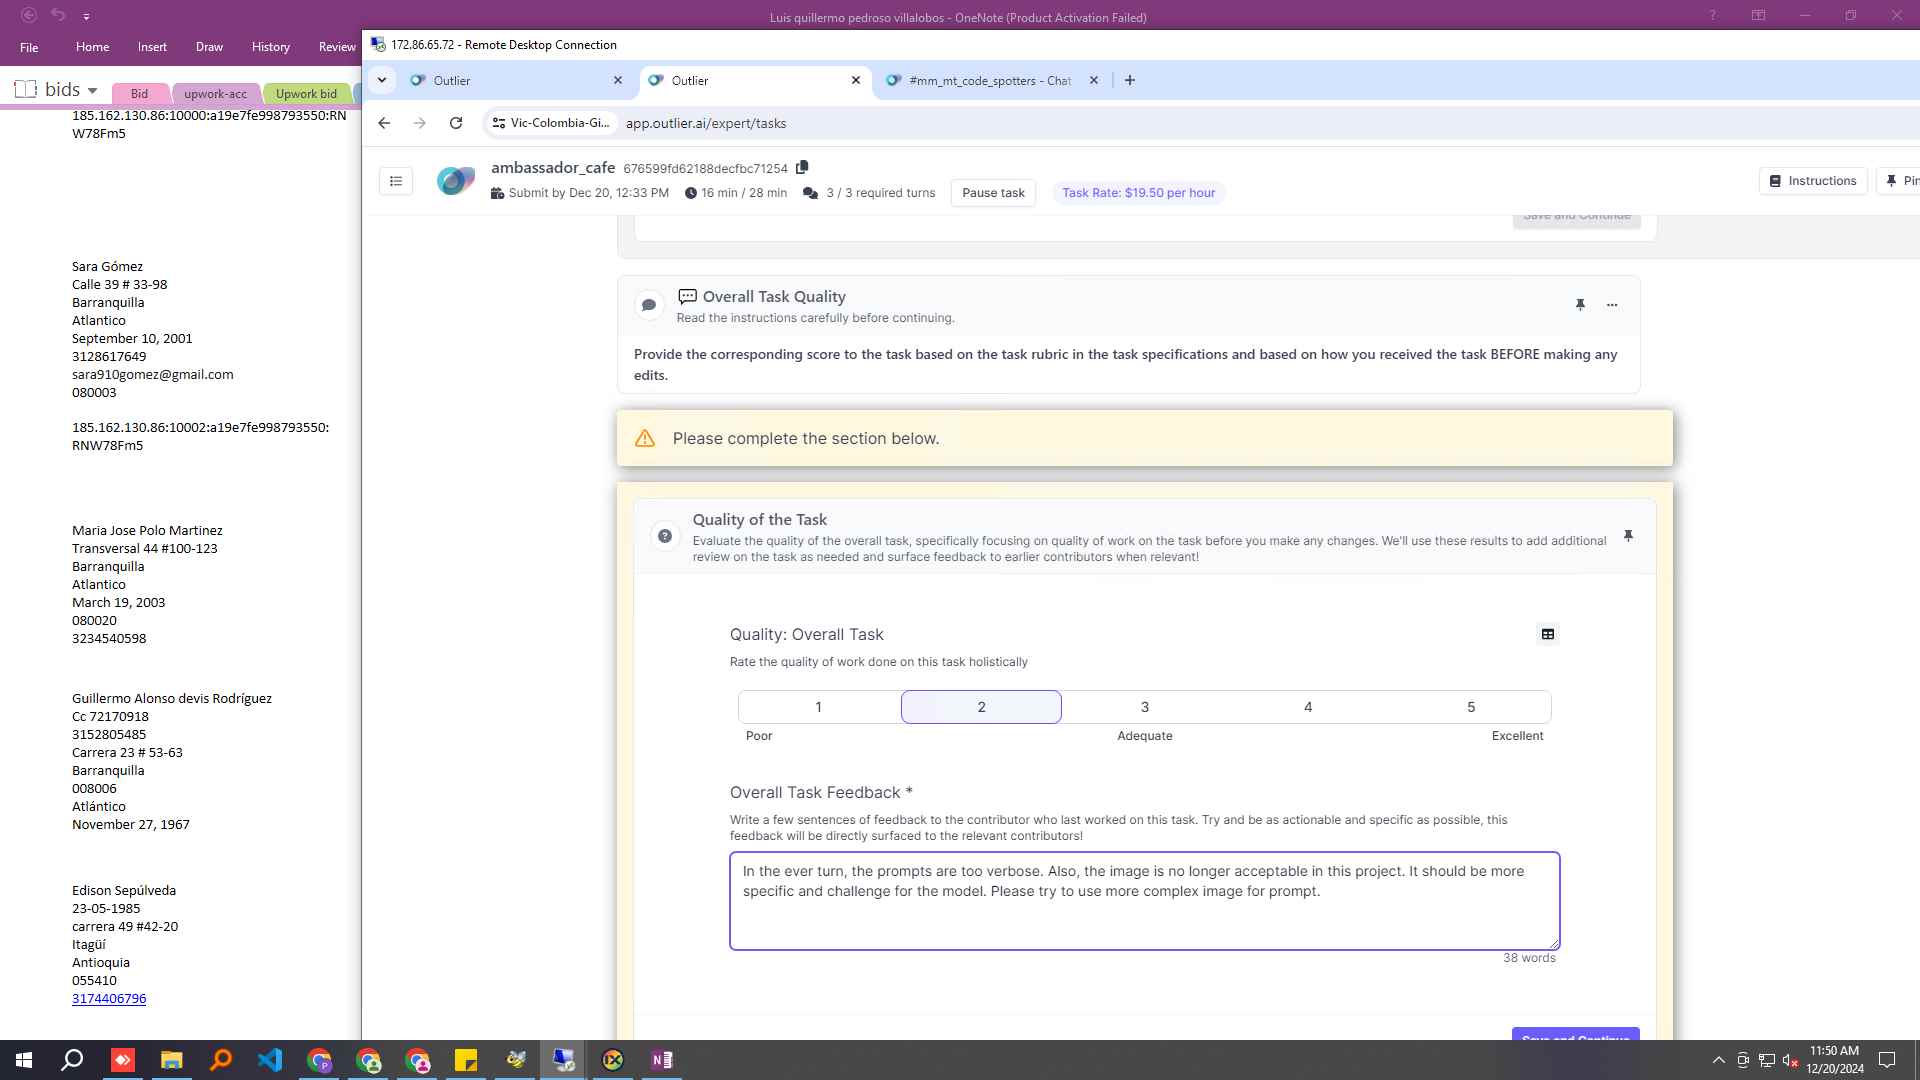 Luis quillermo pedroso villalobos - OneNote (Product Activation Failed)
File Home Insert Draw History Review
172.86.65.72 - Remote Desktop Connection
bids Bid upwork-acc Upwork bid
Outlier
Outlier
#mm_mt_code_spotters - Chat
Vic-Colombia-Gi... app.outlier.ai/expert/tasks
185.162.130.86:10000:a19e7fe998793550:RN
W78Fm5
Sara Gómez
Calle 39 # 33-98
Barranquilla
Atlantico
September 10, 2001
3128617649
sara910gomez@gmail.com
080003
185.162.130.86:10002:a19e7fe998793550:
RNW78Fm5
Maria Jose Polo Martinez
Transversal 44 #100-123
Barranquilla
Atlantico
March 19, 2003
080020
3234540598
Guillermo Alonso devis Rodríguez
Cc 72170918
3152805485
Carrera 23 # 53-63
Barranquilla
008006
Atlántico
November 27, 1967
Edison Sepúlveda
23-05-1985
carrera 49 #42-20
Itagüí
Antioquia
055410
3174406796
ambassador_cafe 676599fd62188decfbc71254
Submit by Dec 20, 12:33 PM 16 min / 28 min 3 / 3 required turns Pause task Task Rate: $19.50 per hour
Instructions
Pin
Save and Continue
Overall Task Quality
Read the instructions carefully before continuing.
Provide the corresponding score to the task based on the task rubric in the task specifications and based on how you received the task BEFORE making any
edits.
Please complete the section below.
Quality of the Task
Evaluate the quality of the overall task, specifically focusing on quality of work on the task before you make any changes. We'll use these results to add additional
review on the task as needed and surface feedback to earlier contributors when relevant!
Quality: Overall Task
Rate the quality of work done on this task holistically
1 2 3 4 5
Poor Adequate Excellent
Overall Task Feedback *
Write a few sentences of feedback to the contributor who last worked on this task. Try and be as actionable and specific as possible, this
feedback will be directly surfaced to the relevant contributors!
In the ever turn, the prompts are too verbose. Also, the image is no longer acceptable in this project. It should be more
specific and challenge for the model. Please try to use more complex image for prompt.
38 words
Save and Continue
11:50 AM
12/20/2024